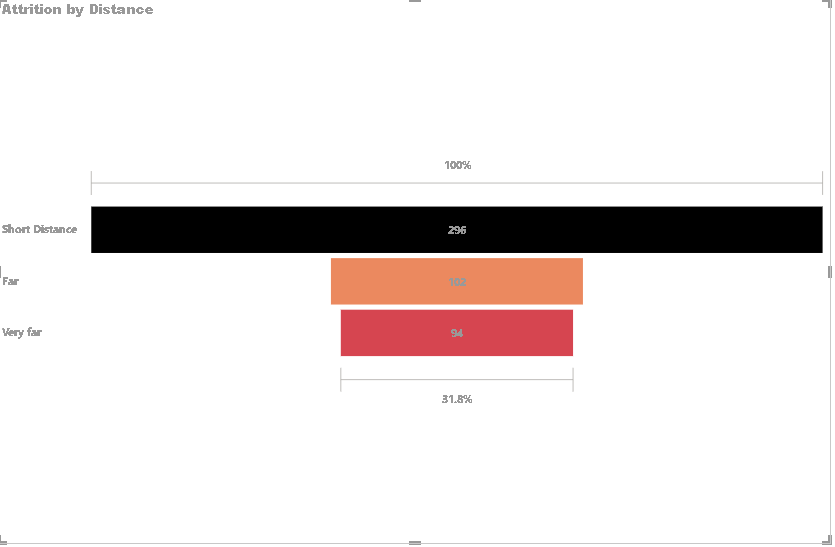 Attrition by Distance
100%
Short Distance
296
Far
102
Very far
94
31.8%